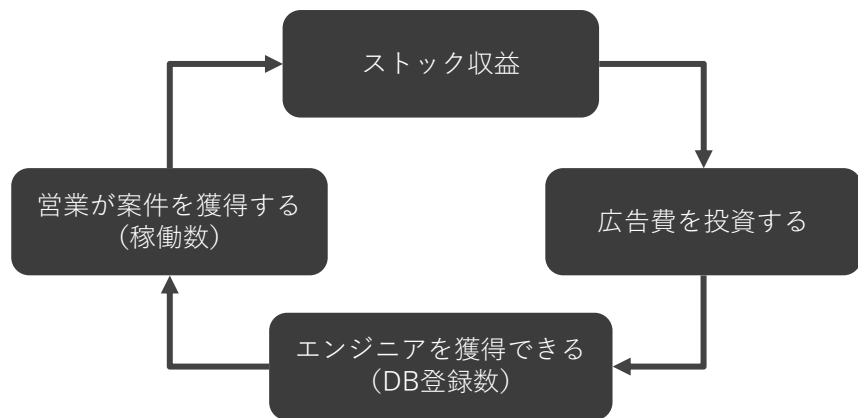 ストック収益
営業が案件を獲得する
(稼働数)
広告費を投資する
エンジニアを獲得できる
(DB登録数)